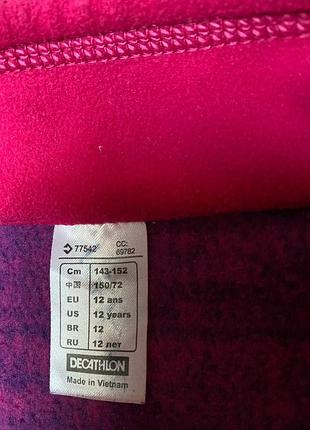 77542 CC: 69782
Cm 143-152
中国 150/72
EU 12 ans
US 12 years
BR 12
RU 12 лет
DECATHLON
Made in Vietnam